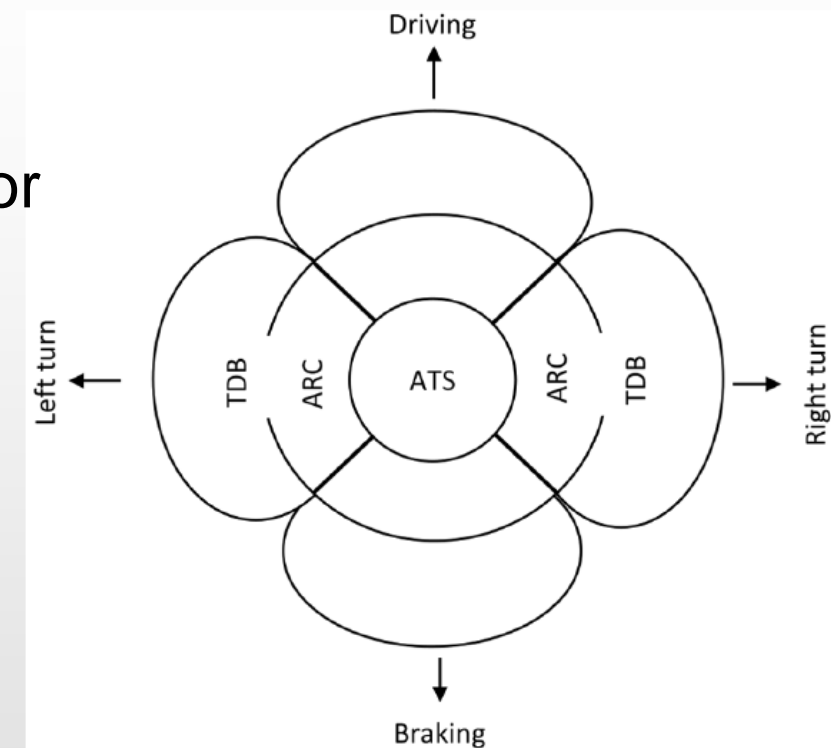 Driving
or
Left turn
TDB
ARC
ATS
ARC
TDB
Right turn
Braking